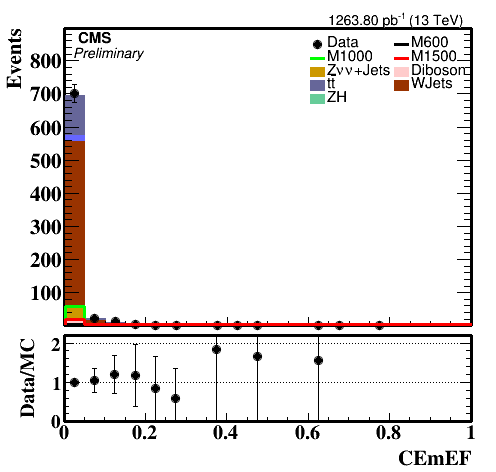 1263.80 pb⁻¹ (13 TeV)
CMS
Preliminary
Events
Data
M600
M1000
M1500
Zνν+Jets
Diboson
tt
WJets
ZH
800
700
600
500
400
300
200
100
Data/MC
2
1
0
0 0.2 0.4 0.6 0.8 1
CEmEF